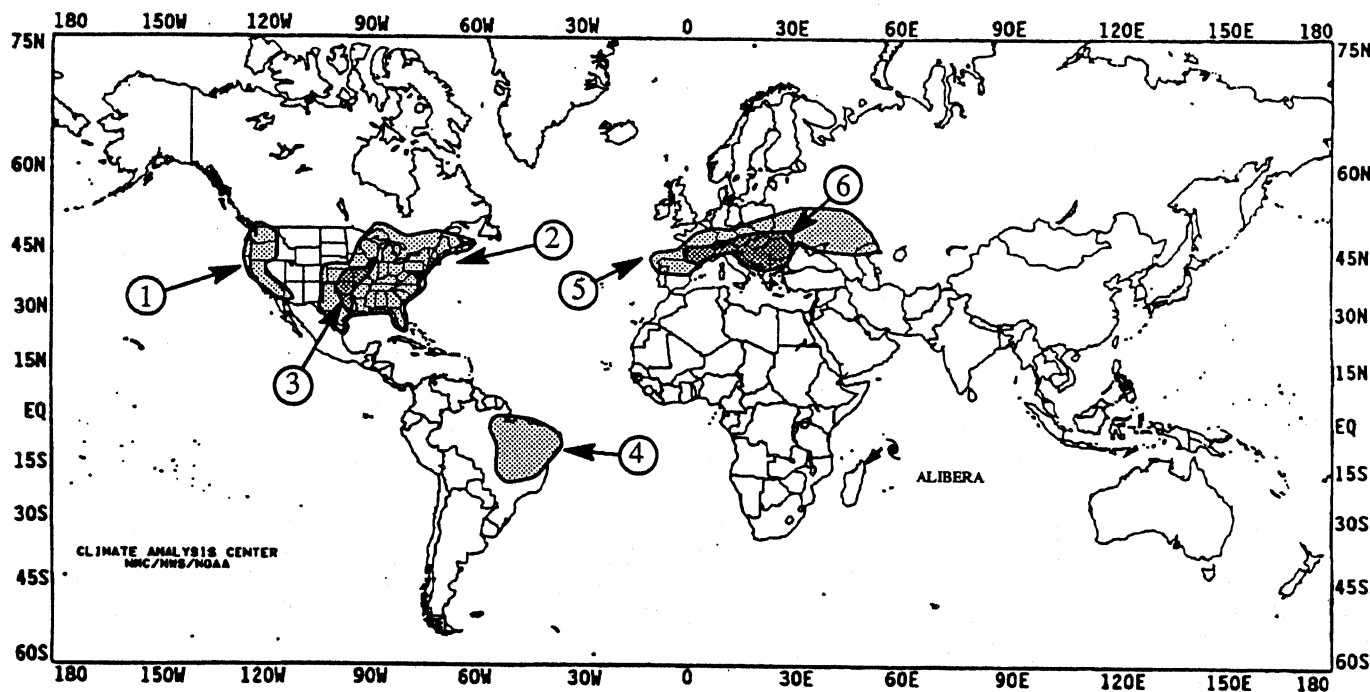 180 150W 120W 90W 60W 30W 0 30E 60E 90E 120E 150E 180
75N 75N
60N 60N
6
2
45N 45N
5
1
30N 30N
3
15N 15N
EQ EQ
4
15S ALIBERA 15S
30S 30S
CLIMATE ANALYSIS CENTER
NMC/NWS/NOAA
45S 45S
60S 60S
180 150W 120W 90W 60W 30W 0 30E 60E 90E 120E 150E 180